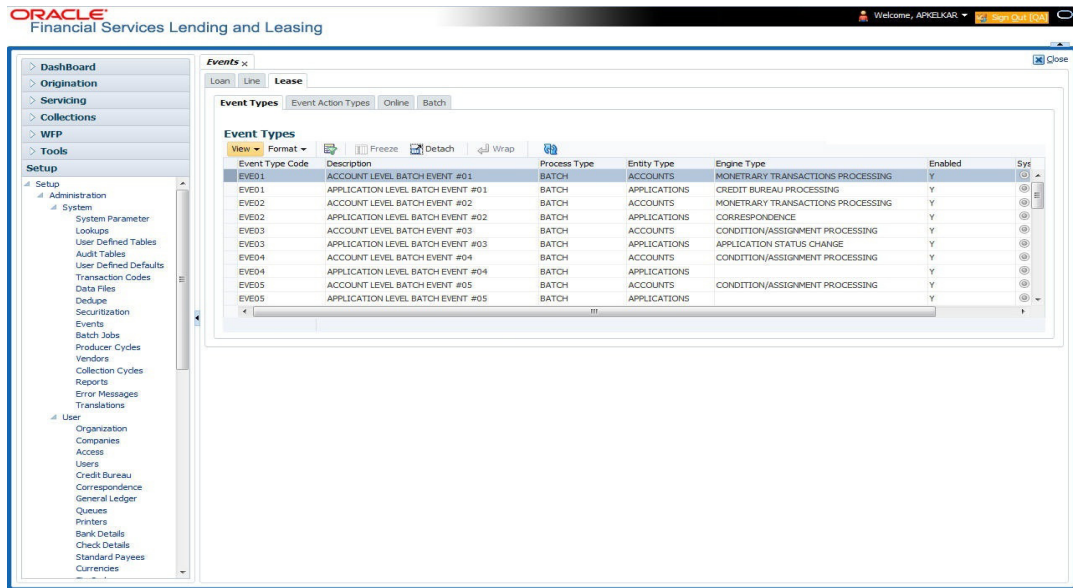 ORACLE
Financial Services Lending and Leasing
Welcome, APKELKAR
Sign Out [QA]
Close
DashBoard
Origination
Servicing
Collections
WFP
Tools
Setup
Setup
Administration
System
System Parameter
Lookups
User Defined Tables
Audit Tables
User Defined Defaults
Transaction Codes
Data Files
Dedupe
Securitization
Events
Batch Jobs
Producer Cycles
Vendors
Collection Cycles
Reports
Error Messages
Translations
User
Organization
Companies
Access
Users
Credit Bureau
Correspondence
General Ledger
Queues
Printers
Bank Details
Check Details
Standard Payees
Currencies
Events
Loan Line Lease
Event Types Event Action Types Online Batch
Event Types
View Format Freeze Detach Wrap
Event Type Code Description Process Type Entity Type Engine Type Enabled Sys
EVE01 ACCOUNT LEVEL BATCH EVENT #01 BATCH ACCOUNTS MONETRARY TRANSACTIONS PROCESSING Y
EVE01 APPLICATION LEVEL BATCH EVENT #01 BATCH APPLICATIONS CREDIT BUREAU PROCESSING Y
EVE02 ACCOUNT LEVEL BATCH EVENT #02 BATCH ACCOUNTS MONETRARY TRANSACTIONS PROCESSING Y
EVE02 APPLICATION LEVEL BATCH EVENT #02 BATCH APPLICATIONS CORRESPONDENCE Y
EVE03 ACCOUNT LEVEL BATCH EVENT #03 BATCH ACCOUNTS CONDITION/ASSIGNMENT PROCESSING Y
EVE03 APPLICATION LEVEL BATCH EVENT #03 BATCH APPLICATIONS APPLICATION STATUS CHANGE Y
EVE04 ACCOUNT LEVEL BATCH EVENT #04 BATCH ACCOUNTS CONDITION/ASSIGNMENT PROCESSING Y
EVE04 APPLICATION LEVEL BATCH EVENT #04 BATCH APPLICATIONS Y
EVE05 ACCOUNT LEVEL BATCH EVENT #05 BATCH ACCOUNTS CONDITION/ASSIGNMENT PROCESSING Y
EVE05 APPLICATION LEVEL BATCH EVENT #05 BATCH APPLICATIONS Y